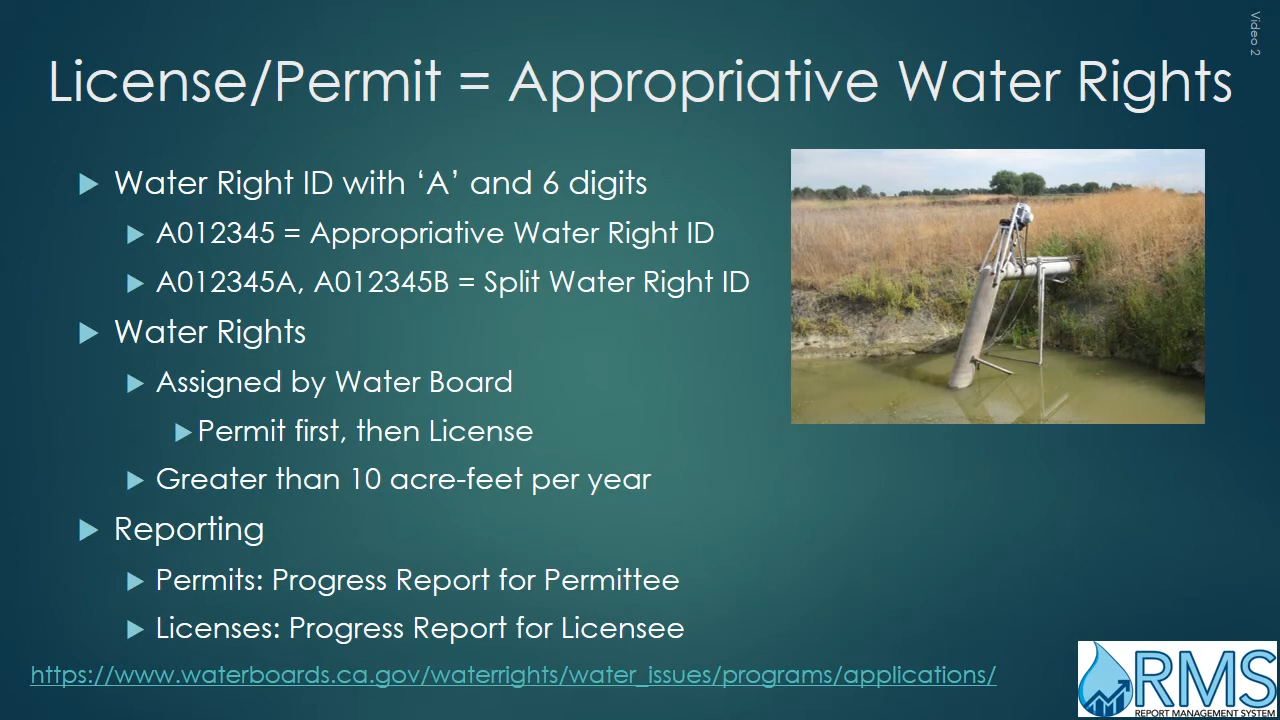 Video 2
License/Permit = Appropriative Water Rights
Water Right ID with ‘A’ and 6 digits
A012345 = Appropriative Water Right ID
A012345A, A012345B = Split Water Right ID
Water Rights
Assigned by Water Board
Permit first, then License
Greater than 10 acre-feet per year
Reporting
Permits: Progress Report for Permittee
Licenses: Progress Report for Licensee
https://www.waterboards.ca.gov/waterrights/water_issues/programs/applications/
RMS
REPORT MANAGEMENT SYSTEM